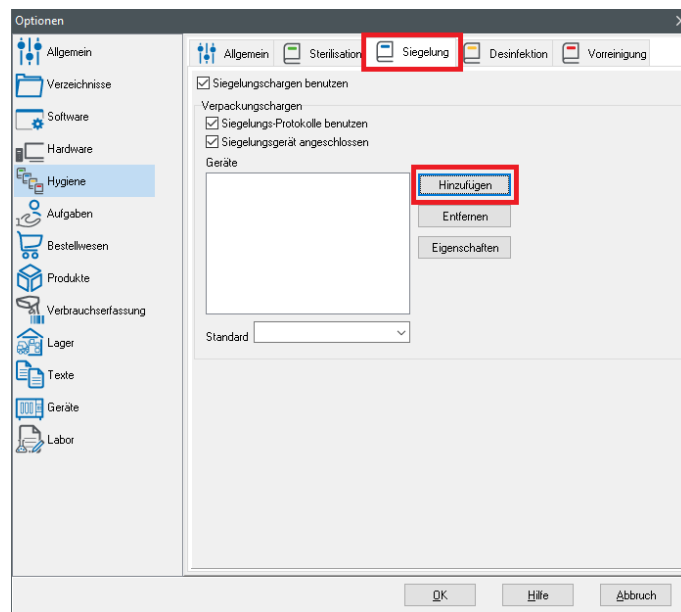 Optionen
Allgemein
Verzeichnisse
Software
Hardware
Hygiene
Aufgaben
Bestellwesen
Produkte
Verbrauchserfassung
Lager
Texte
Geräte
Labor
Allgemein Sterilisation Siegelung Desinfektion Vorreinigung
Siegelungschargen benutzen
Verpackungschargen
Siegelungs-Protokolle benutzen
Siegelungsgerät angeschlossen
Geräte
Hinzufügen
Entfernen
Eigenschaften
Standard
OK Hilfe Abbruch